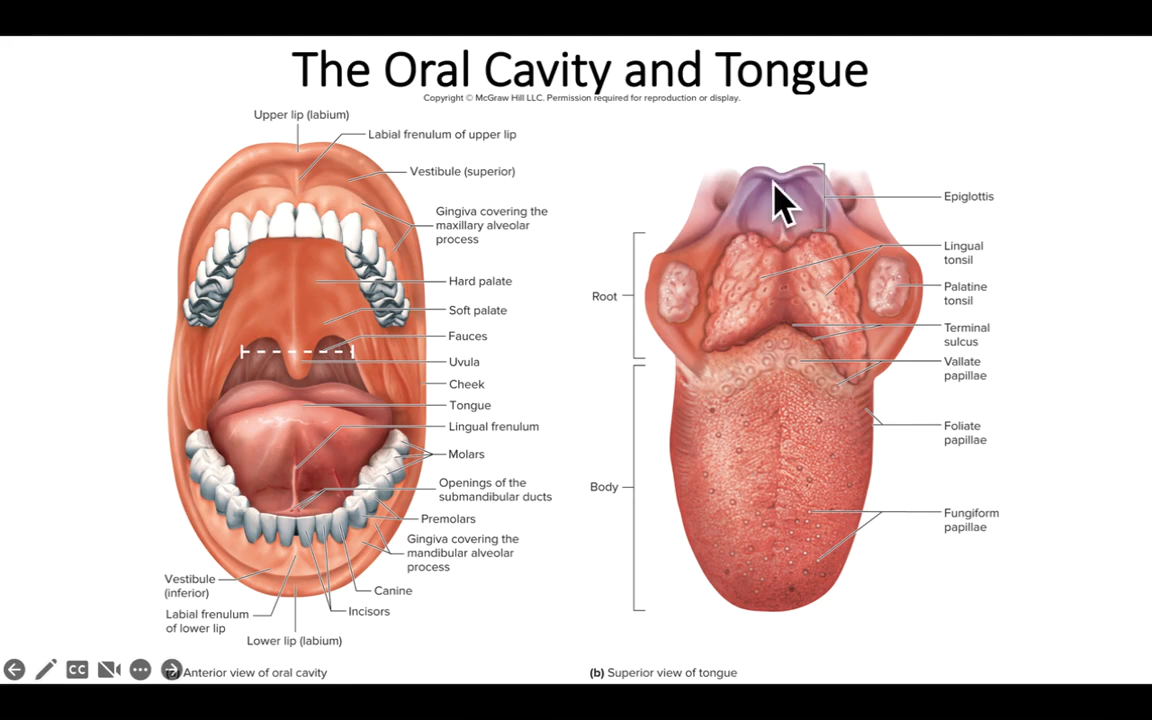 The Oral Cavity and Tongue
Copyright © McGraw Hill LLC. Permission required for reproduction or display.
Upper lip (labium)
Labial frenulum of upper lip
Vestibule (superior)
Gingiva covering the
maxillary alveolar
process
Hard palate
Soft palate
Fauces
Uvula
Cheek
Tongue
Lingual frenulum
Molars
Openings of the
submandibular ducts
Premolars
Gingiva covering the
mandibular alveolar
process
Canine
Incisors
Vestibule
(inferior)
Labial frenulum
of lower lip
Lower lip (labium)
CC
Anterior view of oral cavity
Epiglottis
Root
Lingual
tonsil
Palatine
tonsil
Terminal
sulcus
Vallate
papillae
Foliate
papillae
Body
Fungiform
papillae
(b) Superior view of tongue